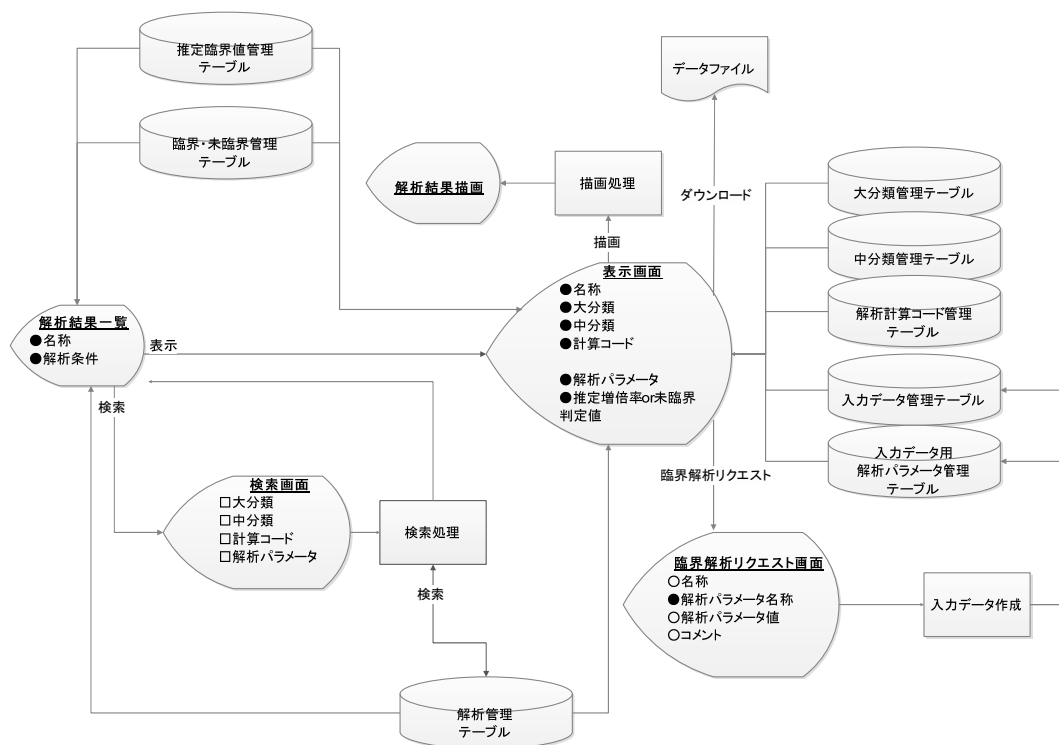 推定臨界値管理
テーブル
臨界・未臨界管理
テーブル
データファイル
解析結果描画
描画処理
ダウンロード
描画
大分類管理テーブル
中分類管理テーブル
解析計算コード管理
テーブル
入力データ管理テーブル
入力データ用
解析パラメータ管理
テーブル
表示画面
●名称
●大分類
●中分類
●計算コード
●解析パラメータ
●推定増倍率or未臨界
判定値
解析結果一覧
●名称
●解析条件
表示
検索
検索画面
□大分類
□中分類
□計算コード
□解析パラメータ
検索処理
検索
臨界解析リクエスト
臨界解析リクエスト画面
○名称
●解析パラメータ名称
○解析パラメータ値
○コメント
入力データ作成
解析管理
テーブル